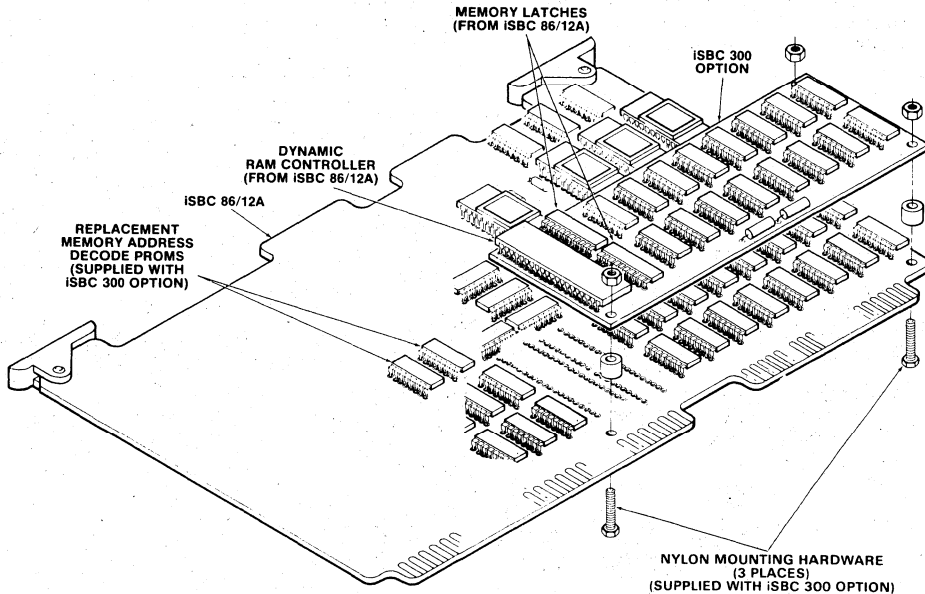 MEMORY LATCHES
(FROM iSBC 86/12A)
iSBC 300
OPTION
DYNAMIC
RAM CONTROLLER
(FROM iSBC 86/12A)
iSBC 86/12A
REPLACEMENT
MEMORY ADDRESS
DECODE PROMS
(SUPPLIED WITH
iSBC 300 OPTION)
NYLON MOUNTING HARDWARE
(3 PLACES)
(SUPPLIED WITH iSBC 300 OPTION)